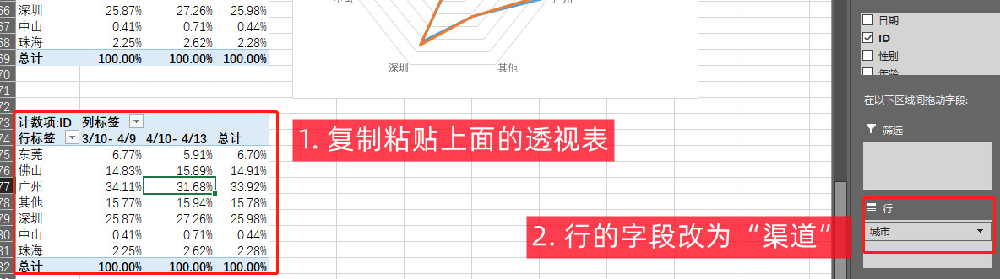 66 深圳 25.87% 27.26% 25.98%
67 中山 0.41% 0.71% 0.44%
68 珠海 2.25% 2.62% 2.28%
69 总计 100.00% 100.00% 100.00%
70
71
72
73 计数项:ID 列标签
74 行标签 3/10- 4/9 4/10- 4/13 总计
75 东莞 6.77% 5.91% 6.70%
76 佛山 14.83% 15.89% 14.91%
77 广州 34.11% 31.68% 33.92%
78 其他 15.77% 15.94% 15.78%
79 深圳 25.87% 27.26% 25.98%
80 中山 0.41% 0.71% 0.44%
81 珠海 2.25% 2.62% 2.28%
82 总计 100.00% 100.00% 100.00%
深圳
其他
1. 复制粘贴上面的透视表
2. 行的字段改为 “渠道”
日期
ID
性别
年龄
在以下区域间拖动字段:
筛选
行
城市